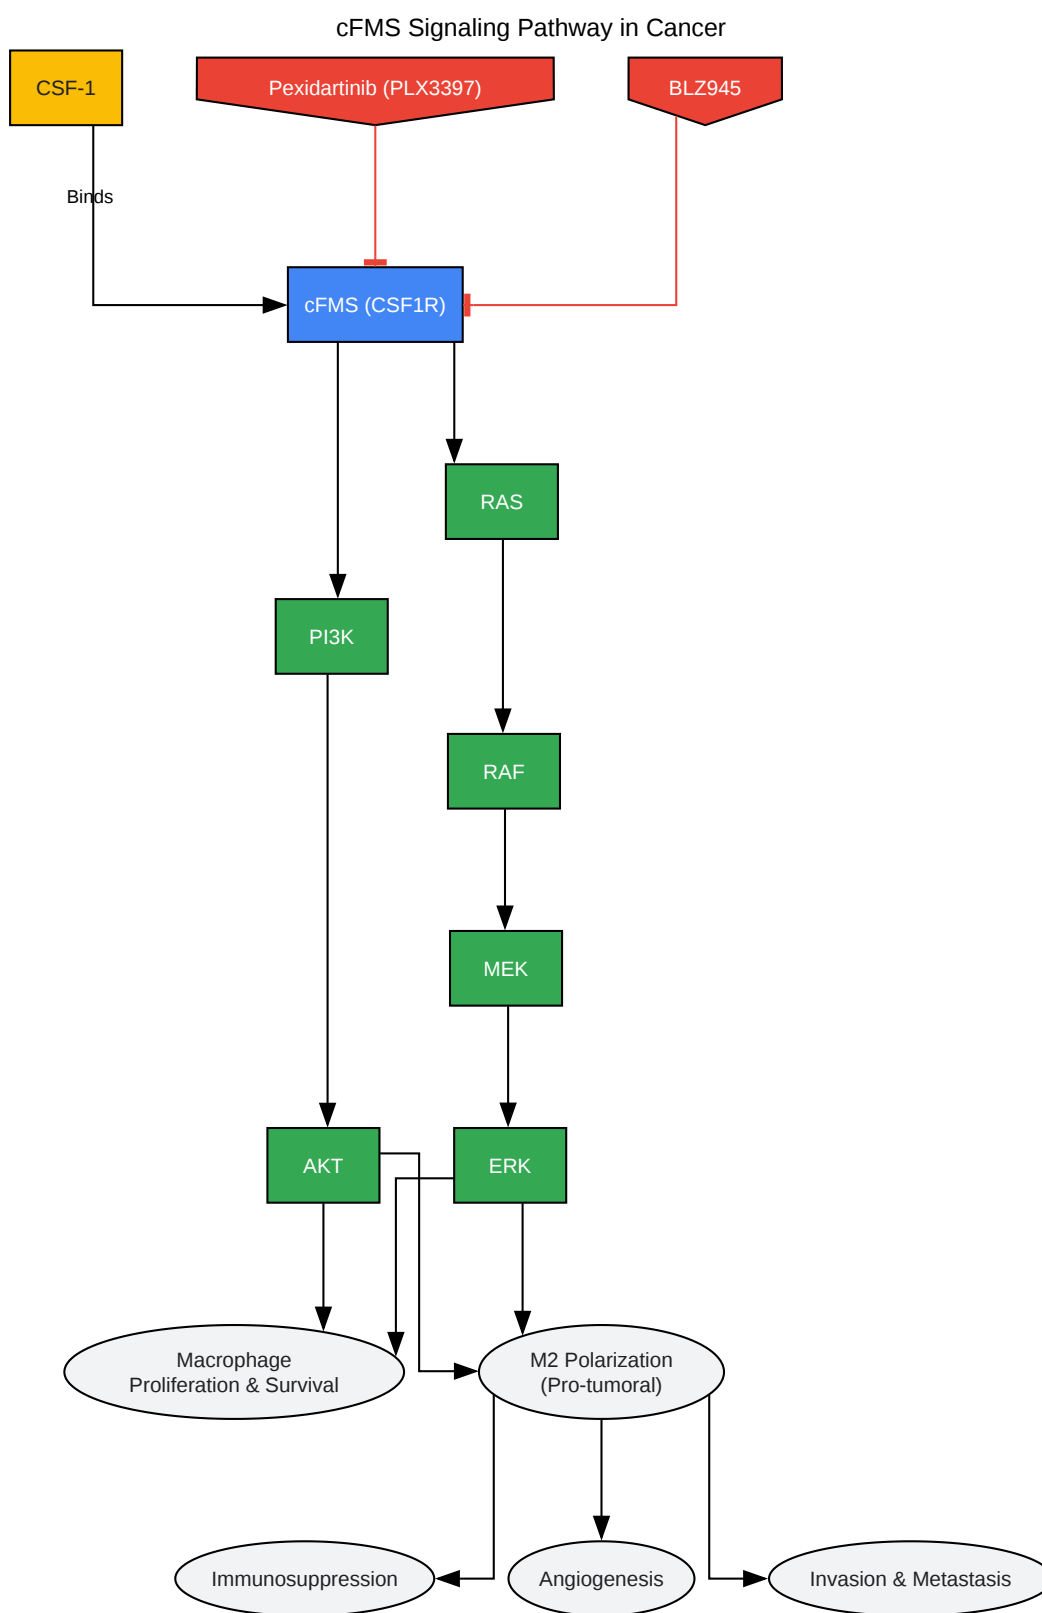 cFMS Signaling Pathway in Cancer
CSF-1
Pexidartinib (PLX3397)
BLZ945
Binds
cFMS (CSF1R)
RAS
PI3K
RAF
MEK
AKT
ERK
Macrophage
Proliferation & Survival
M2 Polarization
(Pro-tumoral)
Immunosuppression
Angiogenesis
Invasion & Metastasis